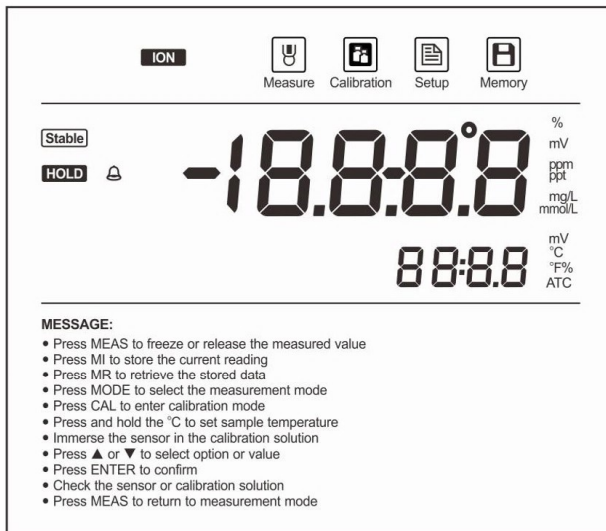 ION
Measure Calibration Setup Memory
Stable
HOLD
-18.8:8.°8
%
mV
ppm
ppt
mg/L
mmol/L
88:8.8
mV
°C
°F%
ATC
MESSAGE:
• Press MEAS to freeze or release the measured value
• Press MI to store the current reading
• Press MR to retrieve the stored data
• Press MODE to select the measurement mode
• Press CAL to enter calibration mode
• Press and hold the °C to set sample temperature
• Immerse the sensor in the calibration solution
• Press ▲ or ▼ to select option or value
• Press ENTER to confirm
• Check the sensor or calibration solution
• Press MEAS to return to measurement mode